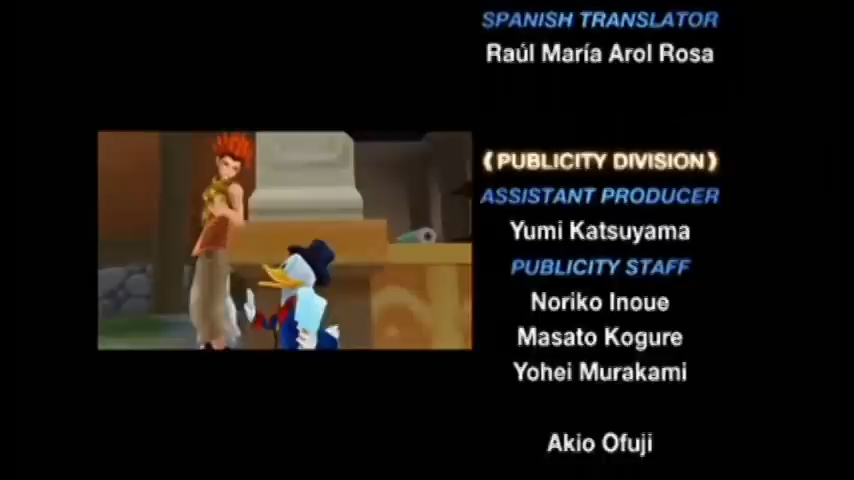 SPANISH TRANSLATOR
Raúl María Arol Rosa
(PUBLICITY DIVISION)
ASSISTANT PRODUCER
Yumi Katsuyama
PUBLICITY STAFF
Noriko Inoue
Masato Kogure
Yohei Murakami
Akio Ofuji